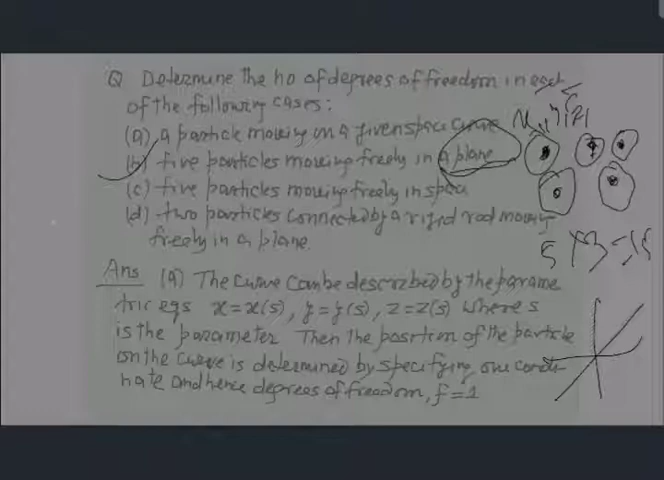 Q Determine the no of degrees of freedom in each
of the following cases:
(a) a particle moving on a given space curve
(b) five particles moving freely in a plane
(c) five particles moving freely in space
(d) two particles connected by a rigid rod moving
freely in a plane.
Ans (a) The curve can be described by the parame
tric eqs x=x(s), y=y(s), z=z(s) where s
is the parameter. Then the position of the particle
on the curve is determined by specifying one coordi-
nate and hence degrees of freedom, f=1
5 × 3 = 15